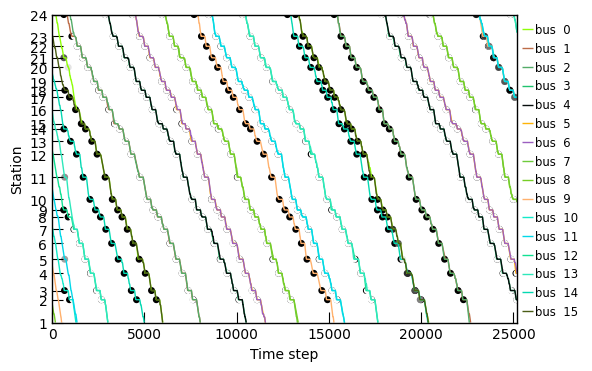 24
23
22
21
20
19
18
17
16
15
14
13
12
11
10
9
8
7
6
5
4
3
2
1
Station
0
5000
10000
15000
20000
25000
Time step
bus 0
bus 1
bus 2
bus 3
bus 4
bus 5
bus 6
bus 7
bus 8
bus 9
bus 10
bus 11
bus 12
bus 13
bus 14
bus 15